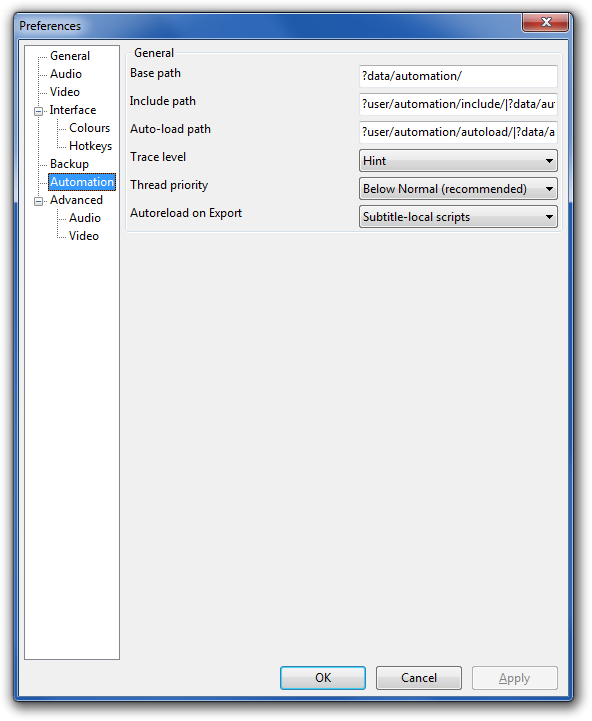 Preferences
General
Audio
Video
Interface
Colours
Hotkeys
Backup
Automation
Advanced
Audio
Video
General
Base path
?data/automation/
Include path
?user/automation/include/|?data/aut
Auto-load path
?user/automation/autoload/|?data/a
Trace level
Hint
Thread priority
Below Normal (recommended)
Autoreload on Export
Subtitle-local scripts
OK
Cancel
Apply